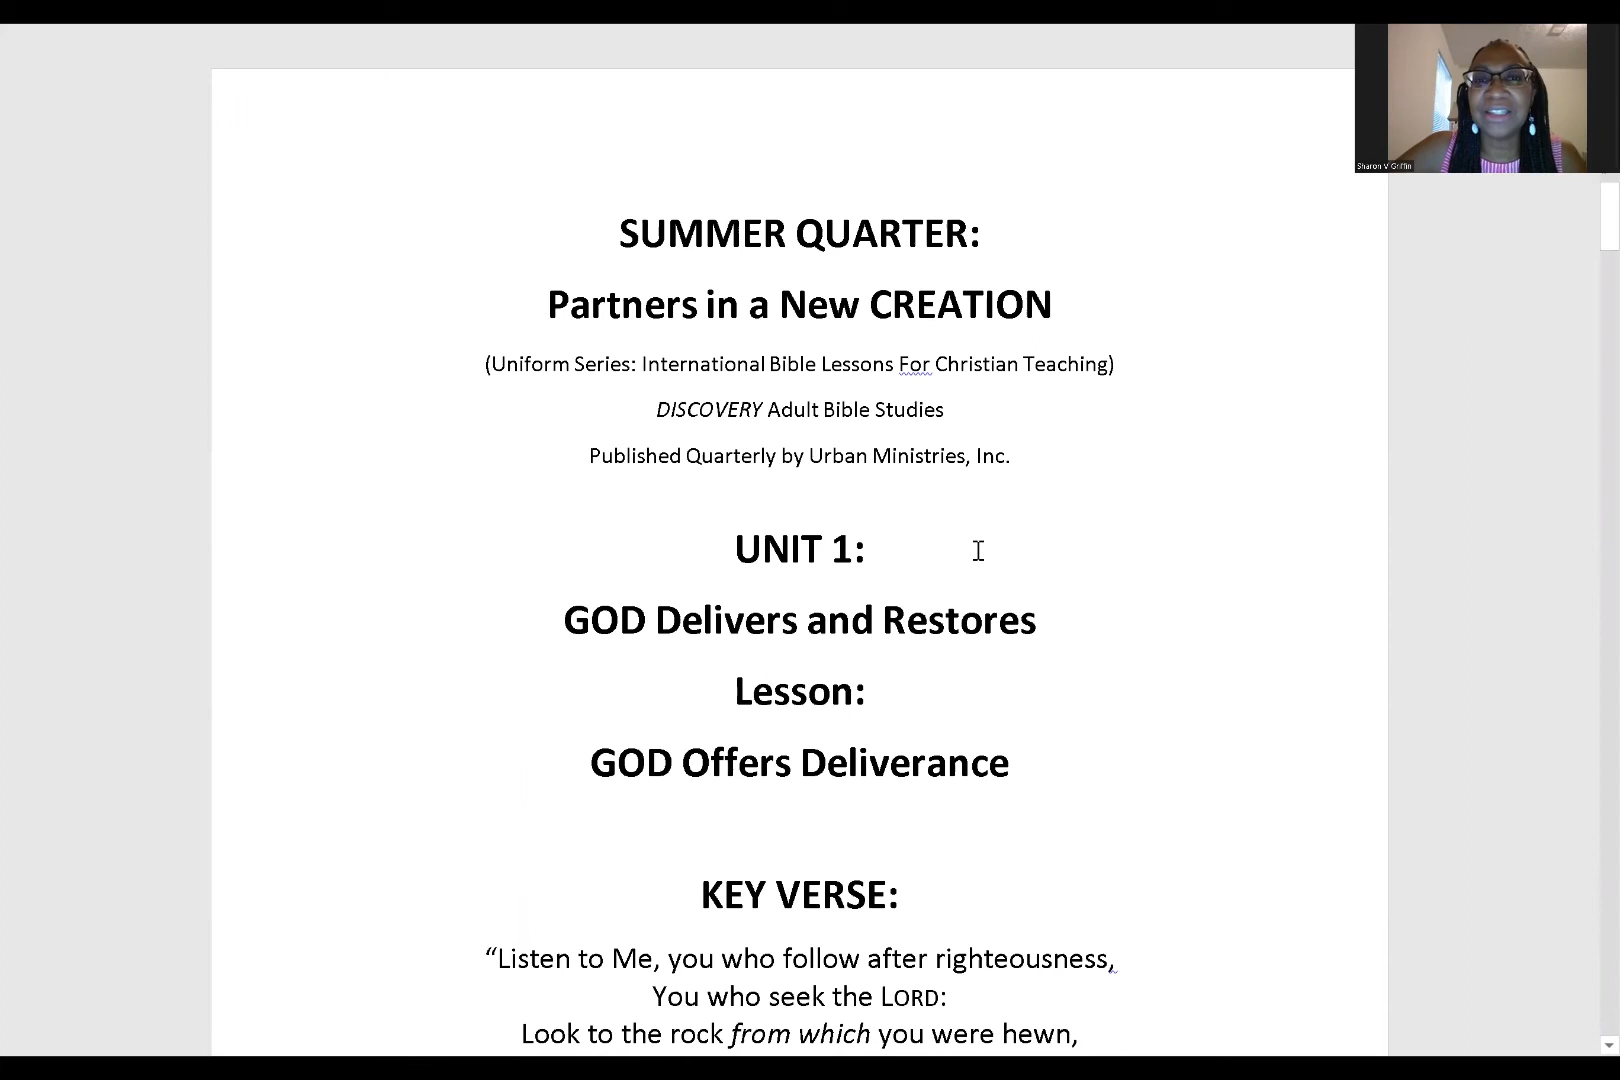 Sharon V Griffin
SUMMER QUARTER:
Partners in a New CREATION
(Uniform Series: International Bible Lessons For Christian Teaching)
DISCOVERY Adult Bible Studies
Published Quarterly by Urban Ministries, Inc.
UNIT 1:
GOD Delivers and Restores
Lesson:
GOD Offers Deliverance
KEY VERSE:
“Listen to Me, you who follow after righteousness,
You who seek the LORD:
Look to the rock from which you were hewn,